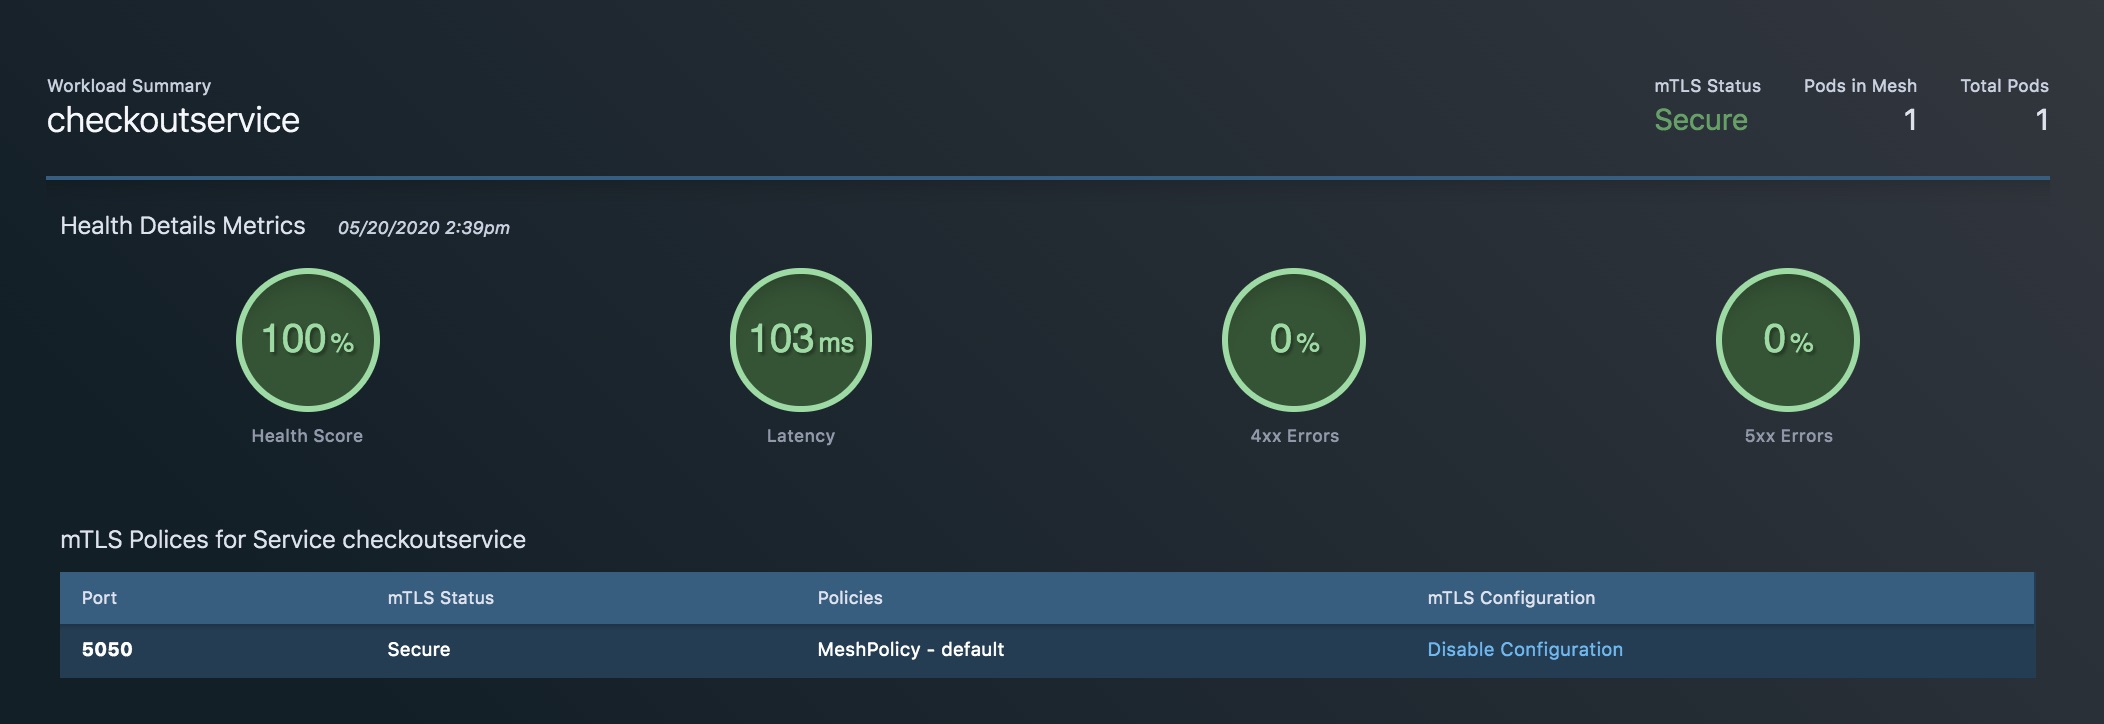 Workload Summary
checkoutservice
mTLS Status Pods in Mesh Total Pods
Secure 1 1
Health Details Metrics 05/20/2020 2:39pm
100% 103ms 0% 0%
Health Score Latency 4xx Errors 5xx Errors
mTLS Polices for Service checkoutservice
Port mTLS Status Policies mTLS Configuration
5050 Secure MeshPolicy - default Disable Configuration